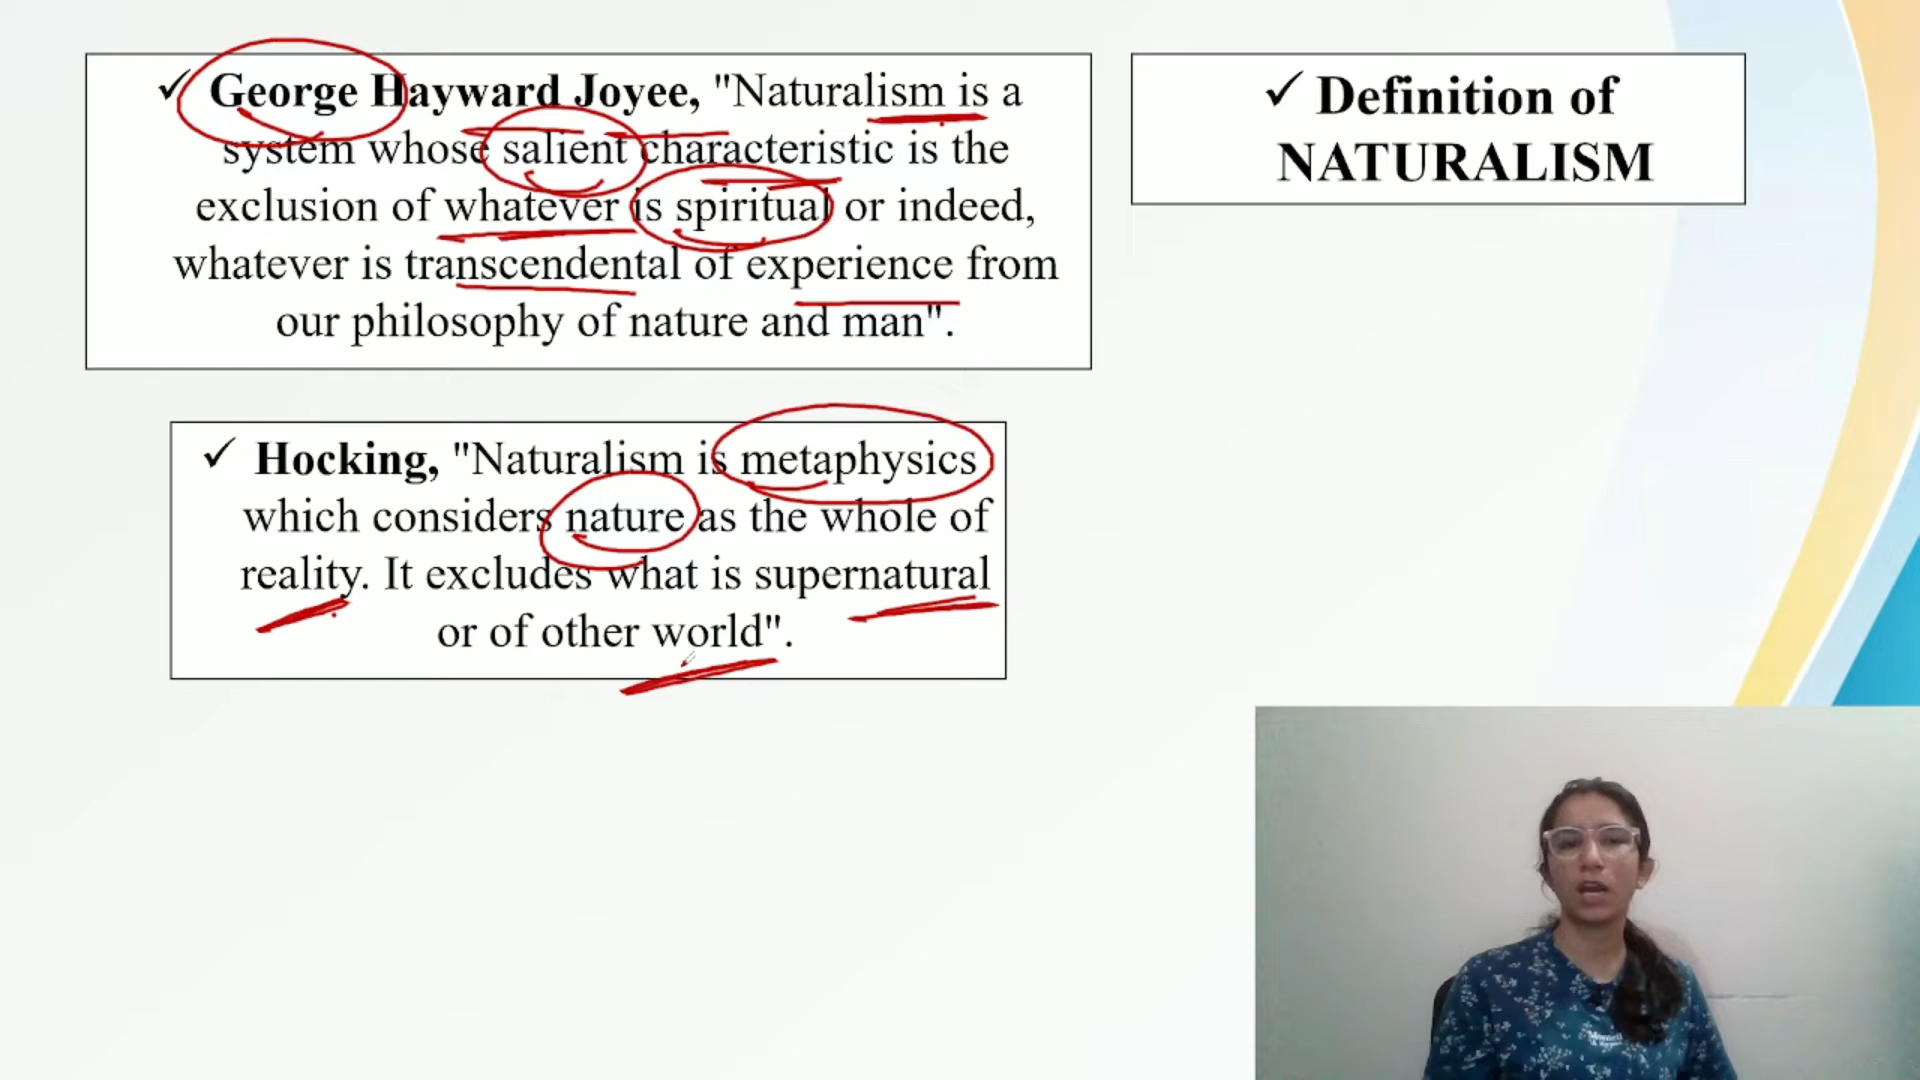 ✓ George Hayward Joyee, "Naturalism is a
system whose salient characteristic is the
exclusion of whatever is spiritual or indeed,
whatever is transcendental of experience from
our philosophy of nature and man".
✓ Definition of
NATURALISM
✓ Hocking, "Naturalism is metaphysics
which considers nature as the whole of
reality. It excludes what is supernatural
or of other world".